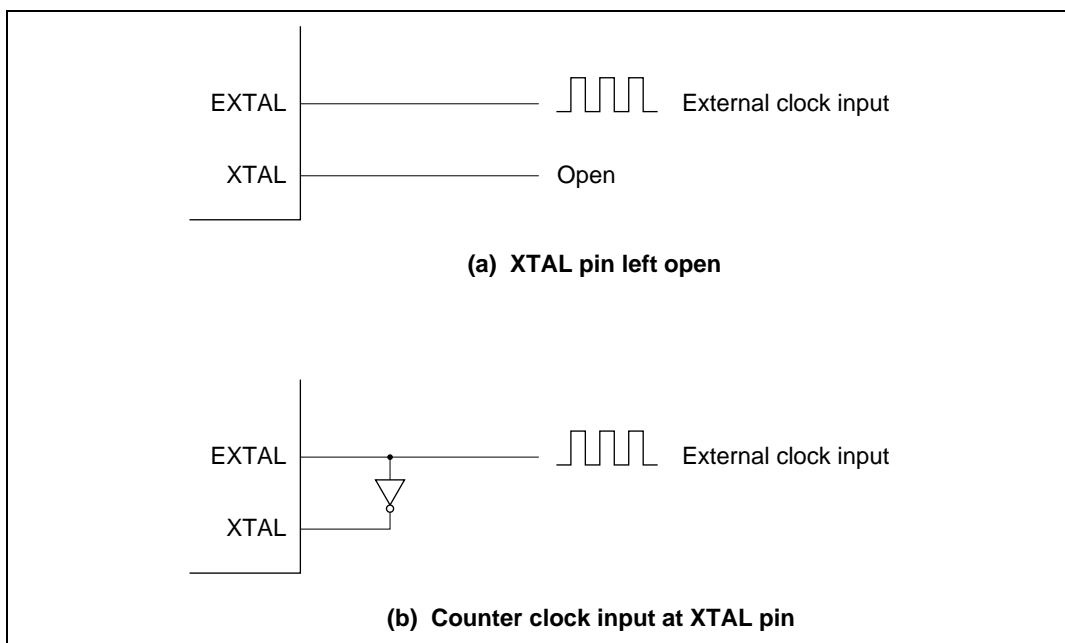 EXTAL External clock input
XTAL Open
(a) XTAL pin left open
EXTAL External clock input
XTAL
(b) Counter clock input at XTAL pin